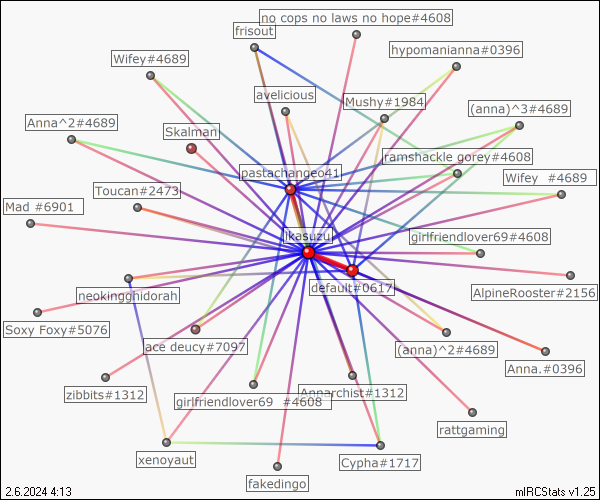 no cops no laws no hope#4608
frisout
hypomanianna#0396
Wifey#4689
avelicious
Mushy#1984
(anna)^3#4689
Anna^2#4689
Skalman
ramshackle gorey#4608
pastachangeo41
Toucan#2473
Wifey  #4689
Mad #6901
ikasuzu
girlfriendlover69#4608
default#0617
AlpineRooster#2156
neokingghidorah
Soxy Foxy#5076
ace deucy#7097
(anna)^2#4689
Anna.#0396
zibbits#1312
Annarchist#1312
girlfriendlover69  #4608
rattgaming
xenoyaut
Cypha#1717
fakedingo
2.6.2024 4:13
mIRCStats v1.25